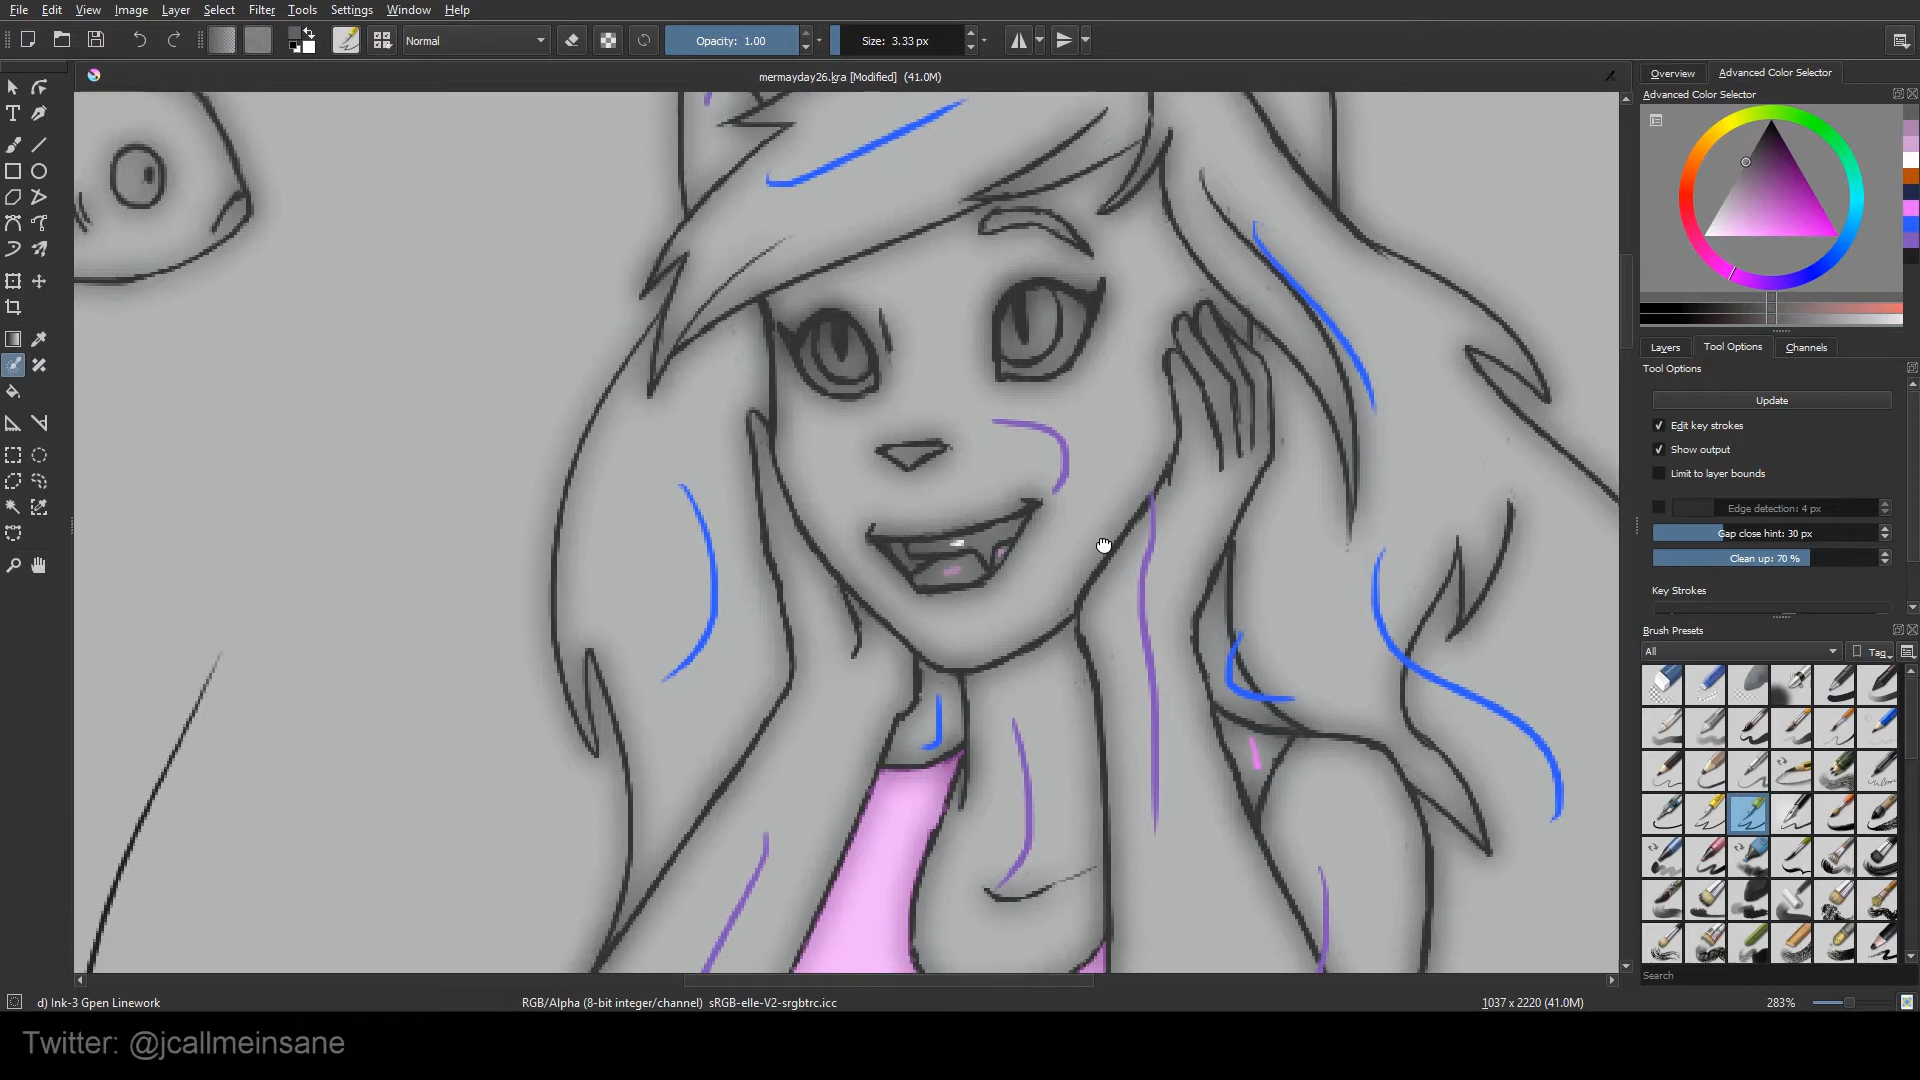 File Edit View Image Layer Select Filter Tools Settings Window Help
Normal
Opacity: 1.00
Size: 3.33 px
mermayday26.kra [Modified] (41.0M)
Overview
Advanced Color Selector
Advanced Color Selector
Layers
Tool Options
Channels
Tool Options
Update
Edit key strokes
Show output
Limit to layer bounds
Edge detection: 4 px
Gap close hint: 30 px
Clean up: 70 %
Key Strokes
Brush Presets
All
Tag
Search
d) Ink-3 Gpen Linework
RGB/Alpha (8-bit integer/channel) sRGB-elle-V2-srgbtrc.icc
1037 x 2220 (41.0M)
283%
Twitter: @jcallmeinsane